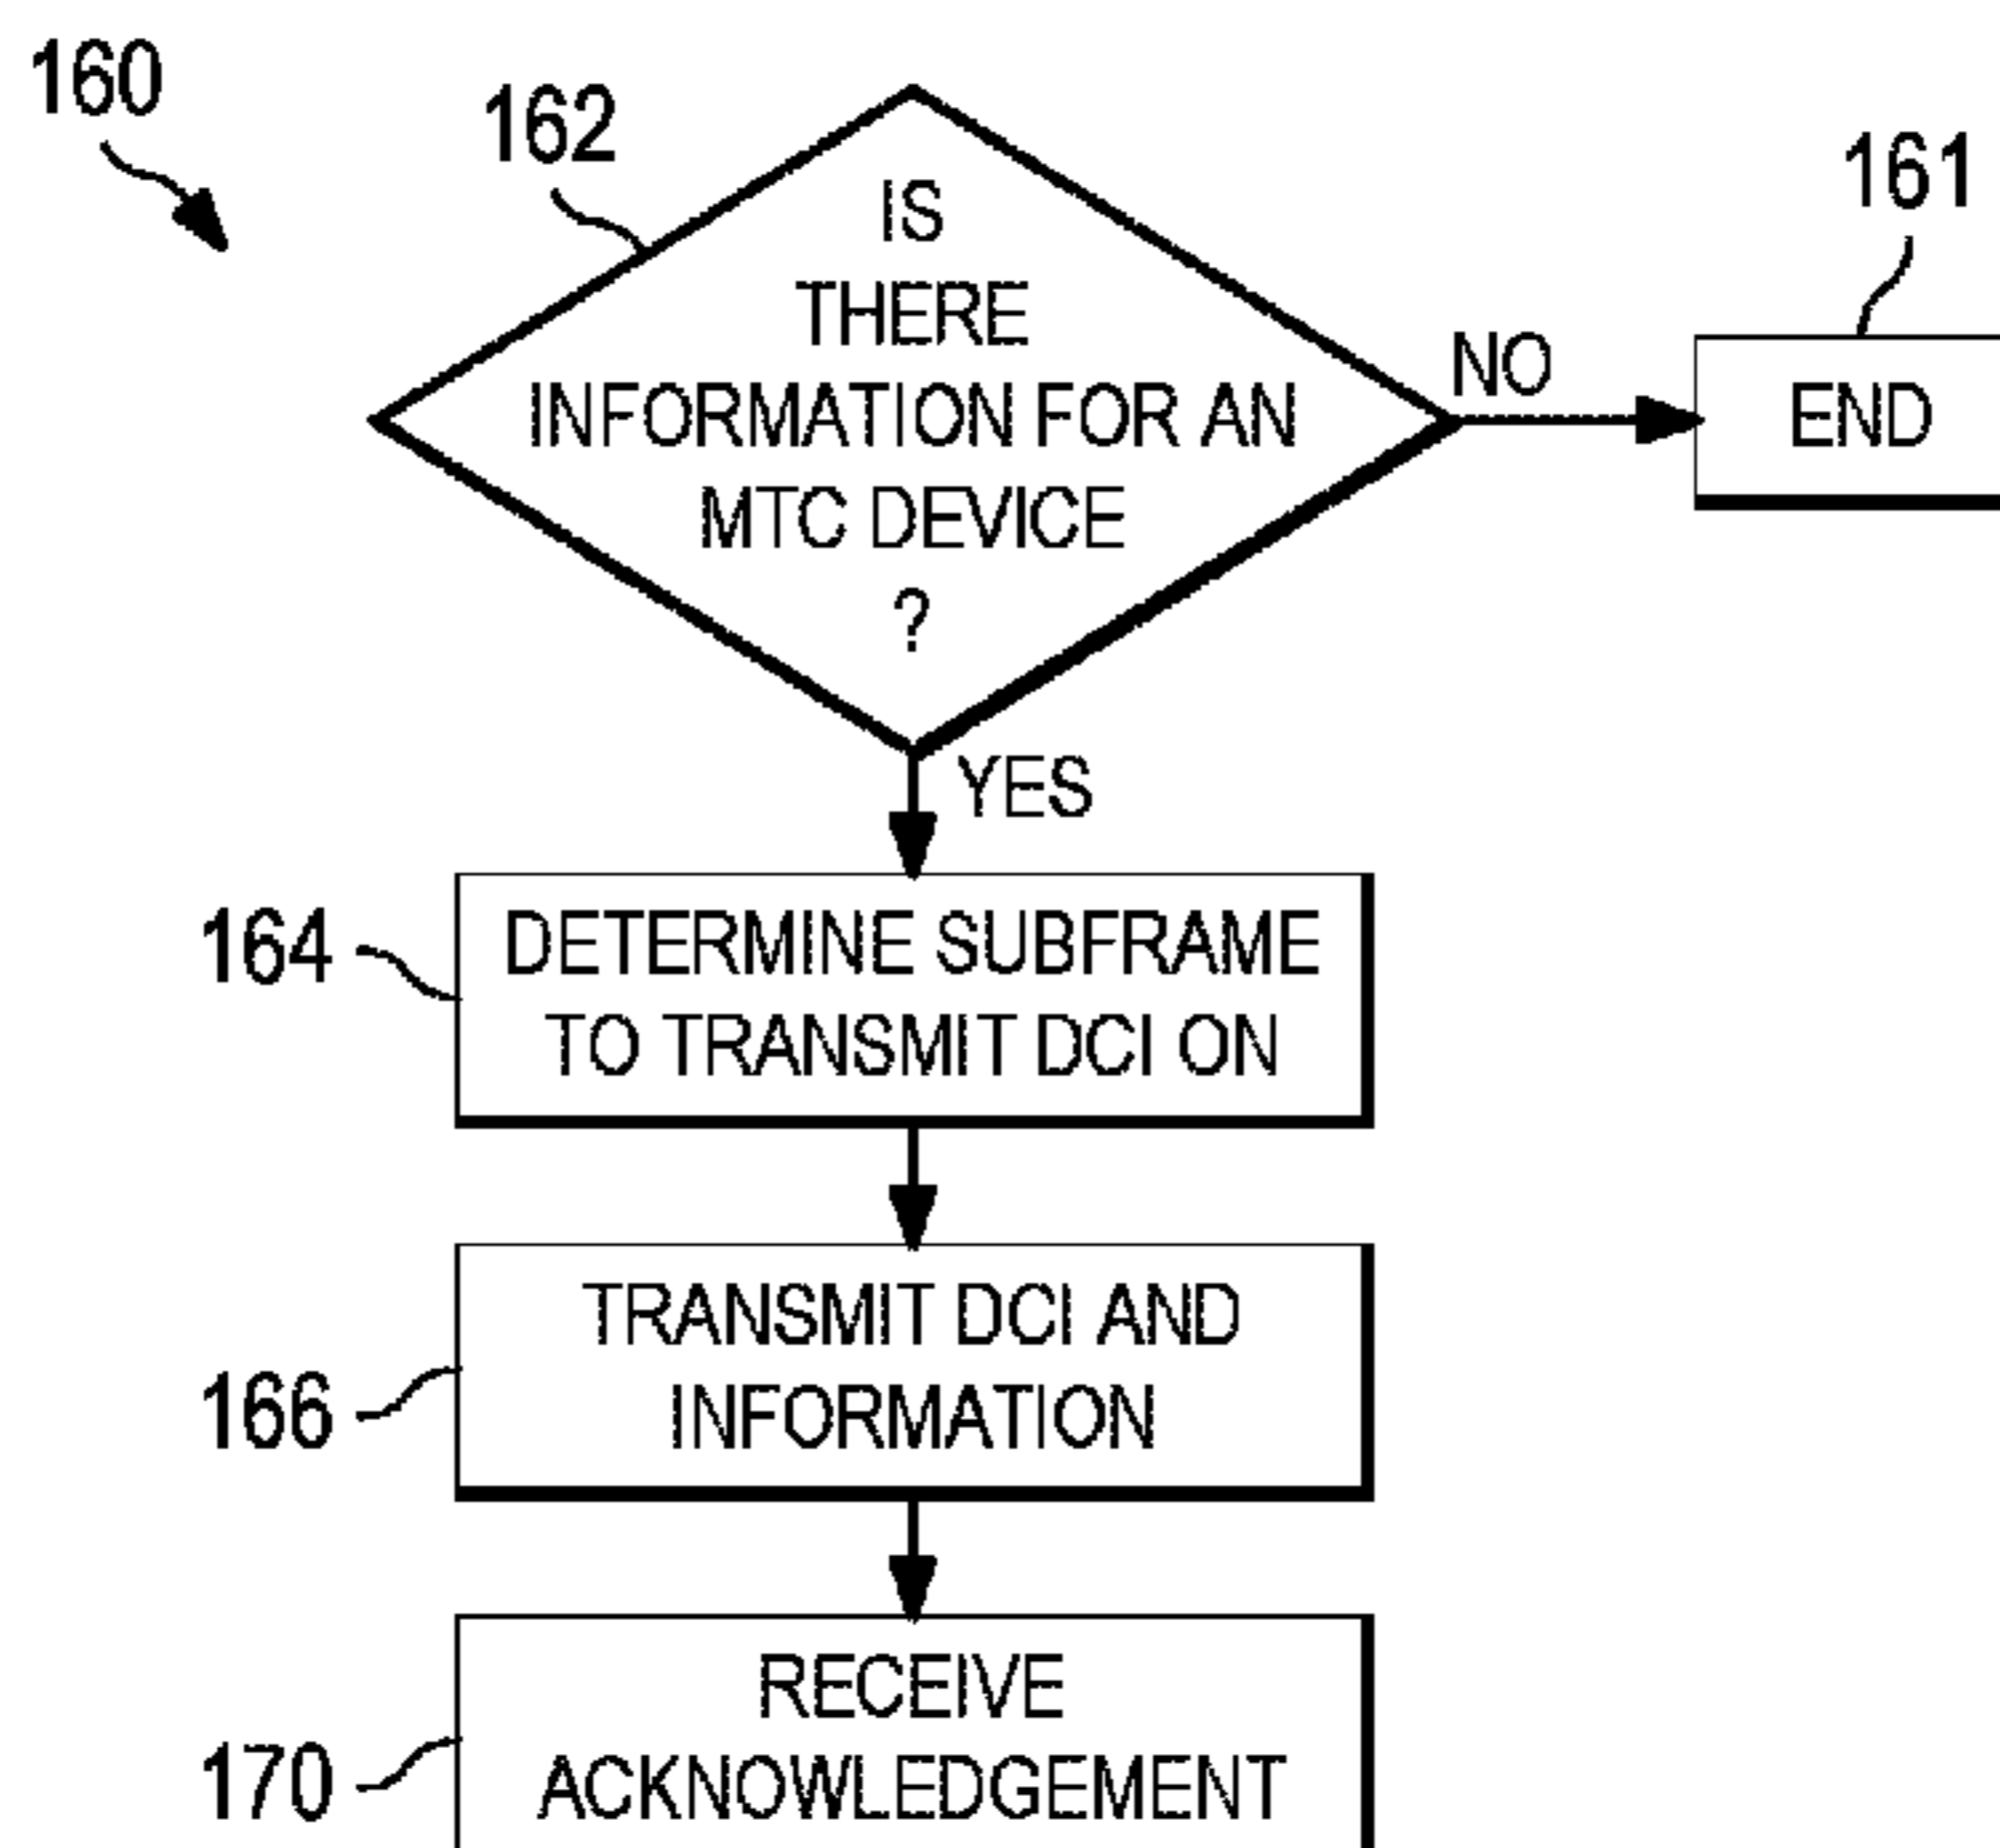 160
162
IS
THERE
INFORMATION FOR AN
MTC DEVICE
?
NO
161
END
YES
164
DETERMINE SUBFRAME
TO TRANSMIT DCI ON
166
TRANSMIT DCI AND
INFORMATION
170
RECEIVE
ACKNOWLEDGEMENT